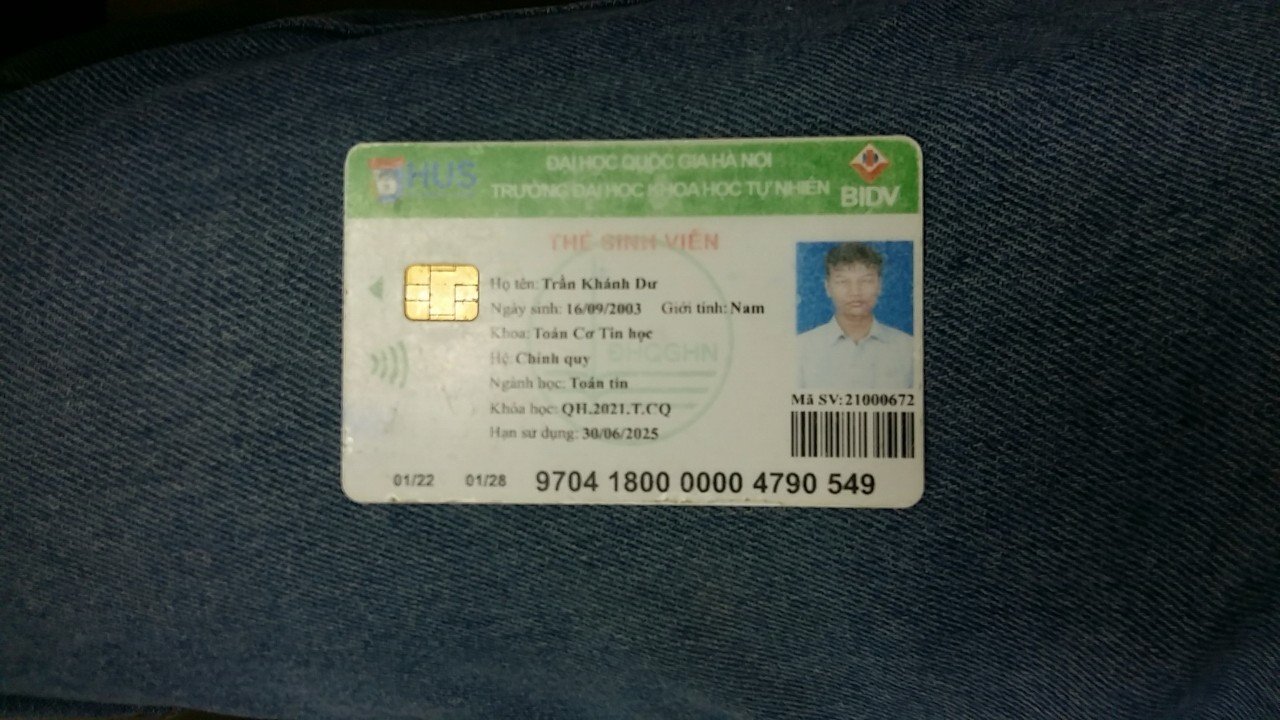 HUS
ĐẠI HỌC QUỐC GIA HÀ NỘI
TRƯỜNG ĐẠI HỌC KHOA HỌC TỰ NHIÊN
BIDV
THẺ SINH VIÊN
Họ tên: Trần Khánh Dư
Ngày sinh: 16/09/2003 Giới tính: Nam
Khoa: Toán Cơ Tin học
Hệ: Chính quy
ĐHQGHN
Ngành học: Toán tin
Khóa học: QH.2021.T.CQ
Hạn sử dụng: 30/06/2025
Mã SV: 21000672
01/22 01/28 9704 1800 0000 4790 549